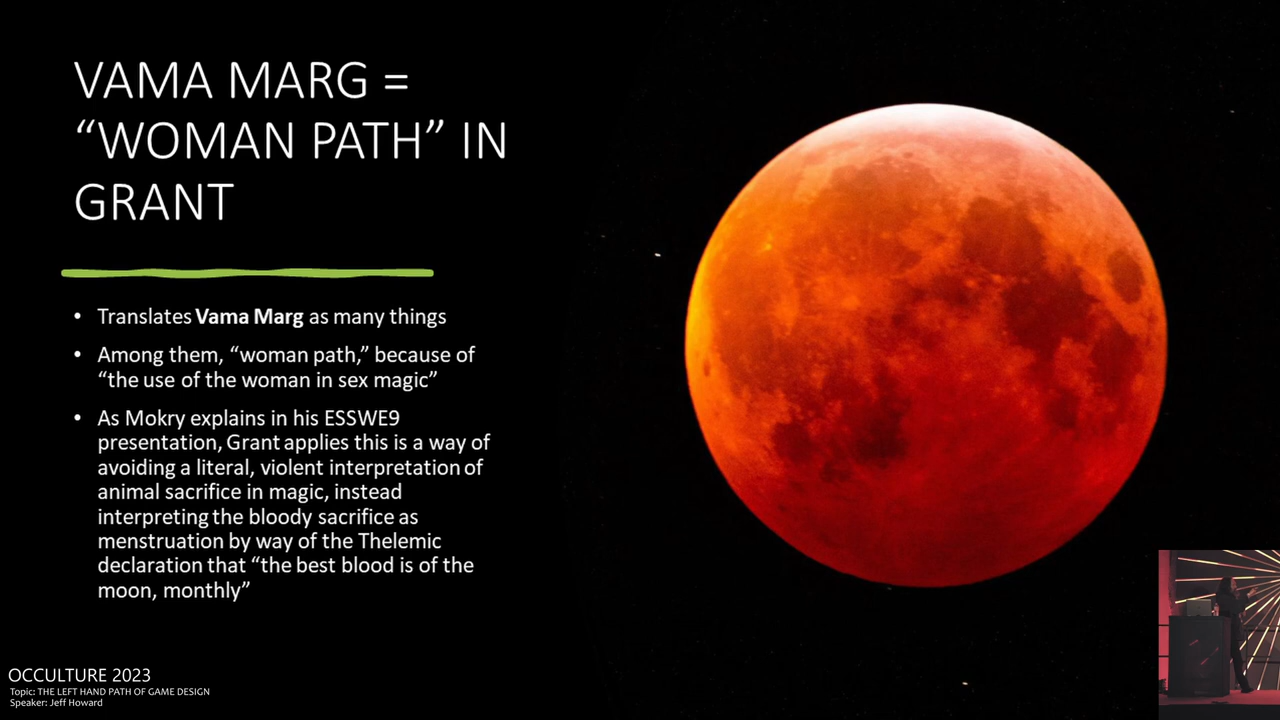 VAMA MARG =
“WOMAN PATH” IN
GRANT
• Translates Vama Marg as many things
• Among them, “woman path,” because of
“the use of the woman in sex magic”
• As Mokry explains in his ESSWE9
presentation, Grant applies this is a way of
avoiding a literal, violent interpretation of
animal sacrifice in magic, instead
interpreting the bloody sacrifice as
menstruation by way of the Thelemic
declaration that “the best blood is of the
moon, monthly”
OCCULTURE 2023
Topic: THE LEFT HAND PATH OF GAME DESIGN
Speaker: Jeff Howard